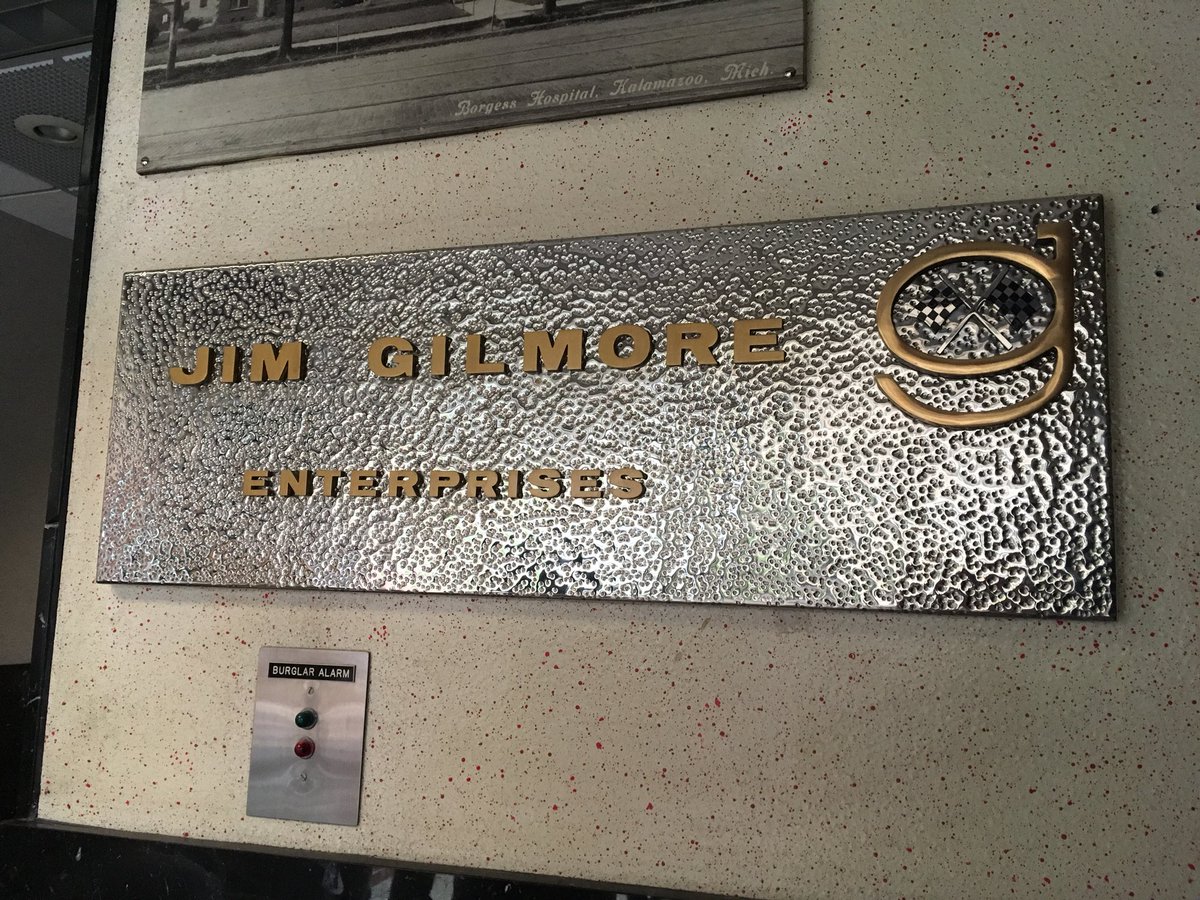 Borgess Hospital, Kalamazoo, Mich.
JIM GILMORE
g
ENTERPRISES
BURGLAR ALARM